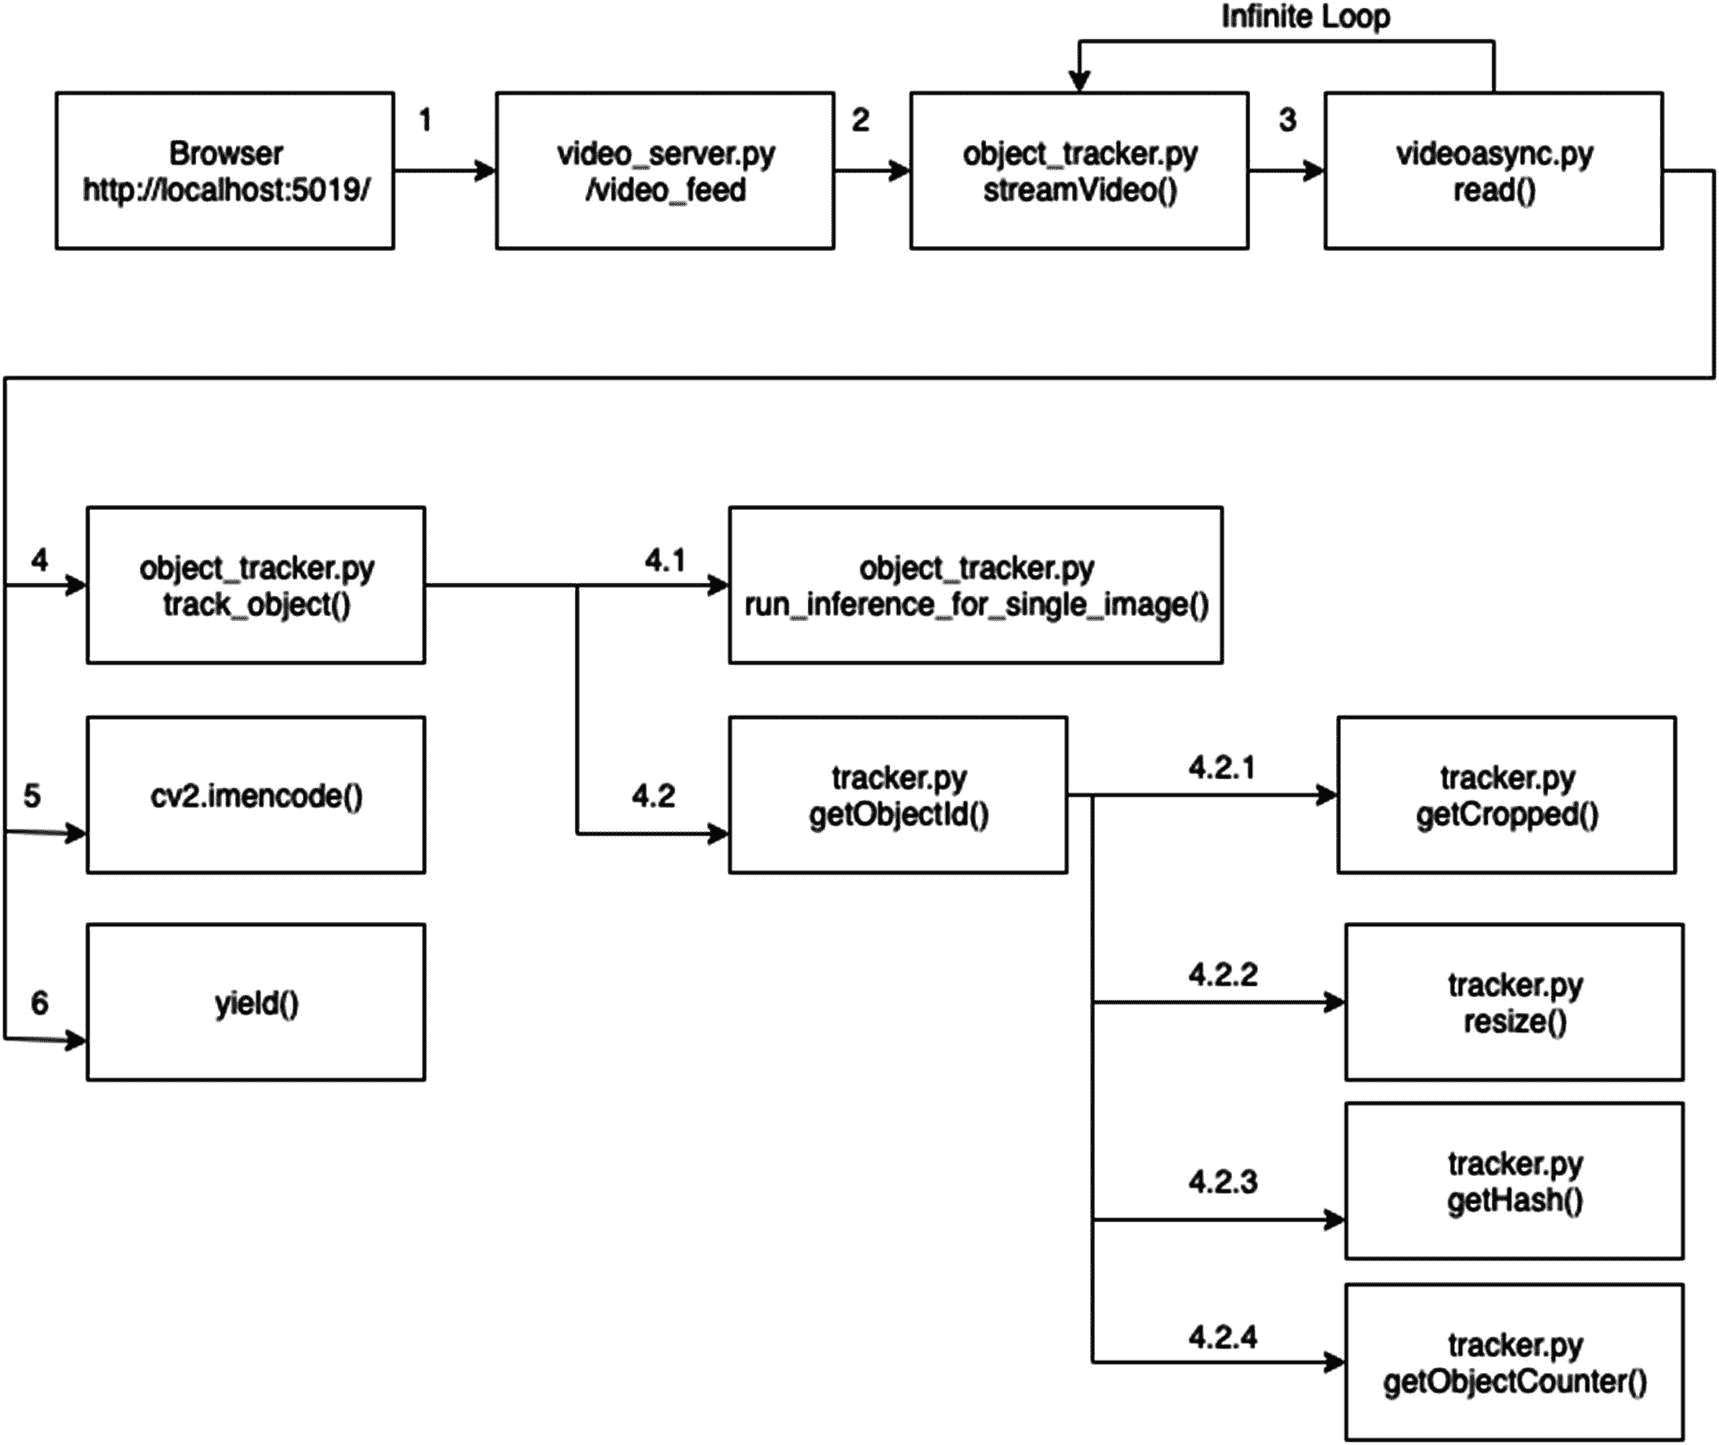 Infinite Loop
Browser
http://localhost:5019/
1
video_server.py
/video_feed
2
object_tracker.py
streamVideo()
3
videoasync.py
read()
4
object_tracker.py
track_object()
4.1
object_tracker.py
run_inference_for_single_image()
5
cv2.imencode()
4.2
tracker.py
getObjectId()
4.2.1
tracker.py
getCropped()
6
yield()
4.2.2
tracker.py
resize()
4.2.3
tracker.py
getHash()
4.2.4
tracker.py
getObjectCounter()